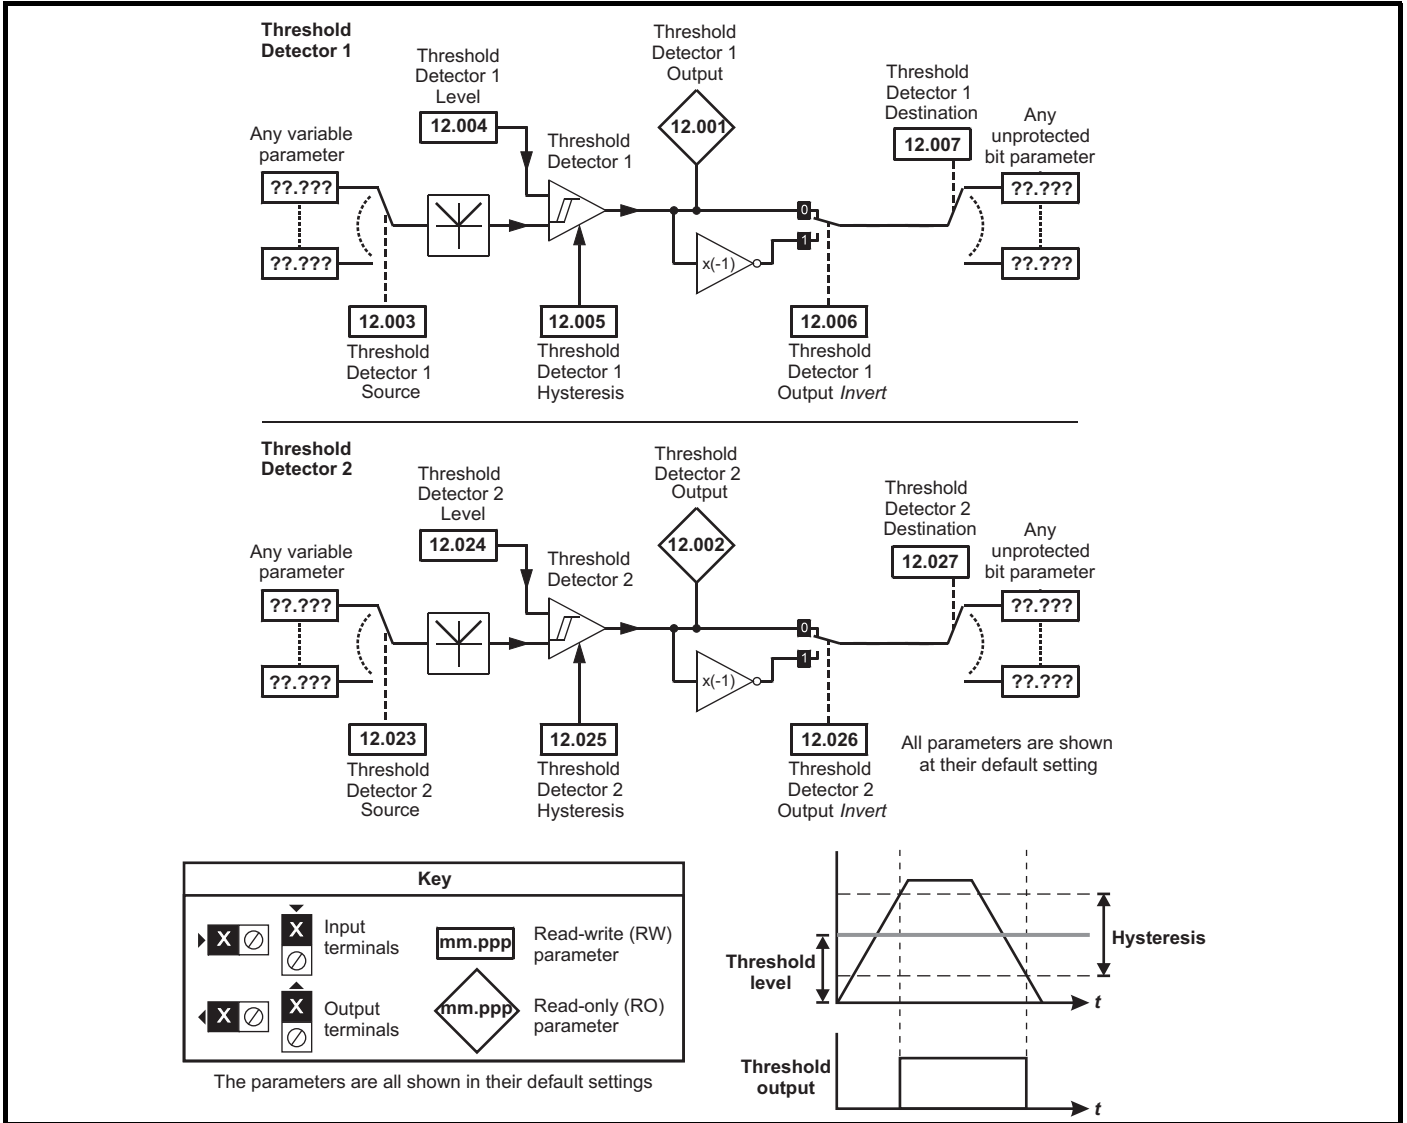 Threshold
Detector 1
Threshold
Detector 1
Level
12.004
Threshold
Detector 1
Output
12.001
Threshold
Detector 1
Destination
12.007
Any variable
parameter
??.???
??.???
Threshold
Detector 1
Any
unprotected
bit parameter
??.???
??.???
0
1
x(-1)
12.003
Threshold
Detector 1
Source
12.005
Threshold
Detector 1
Hysteresis
12.006
Threshold
Detector 1
Output Invert
Threshold
Detector 2
Threshold
Detector 2
Level
12.024
Threshold
Detector 2
Output
12.002
Threshold
Detector 2
Destination
12.027
Any variable
parameter
??.???
??.???
Threshold
Detector 2
Any
unprotected
bit parameter
??.???
??.???
0
1
x(-1)
12.023
Threshold
Detector 2
Source
12.025
Threshold
Detector 2
Hysteresis
12.026
Threshold
Detector 2
Output Invert
All parameters are shown
at their default setting
Key
X
X
Input
terminals
mm.ppp
Read-write (RW)
parameter
X
X
Output
terminals
mm.ppp
Read-only (RO)
parameter
The parameters are all shown in their default settings
Threshold
level
Hysteresis
t
Threshold
output
t